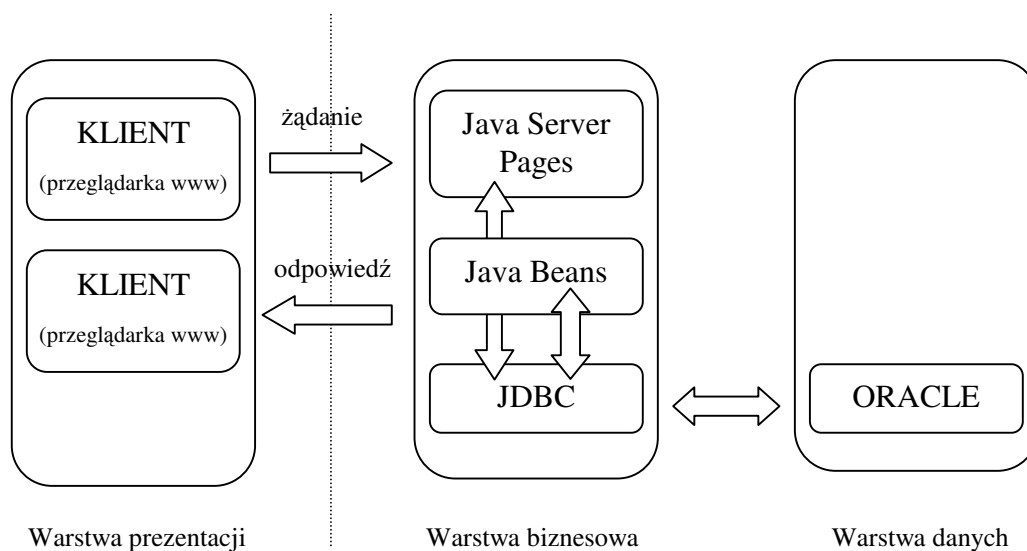 KLIENT
(przeglądarka www)
KLIENT
(przeglądarka www)
Warstwa prezentacji
żądanie
odpowiedź
Java Server
Pages
Java Beans
JDBC
Warstwa biznesowa
ORACLE
Warstwa danych